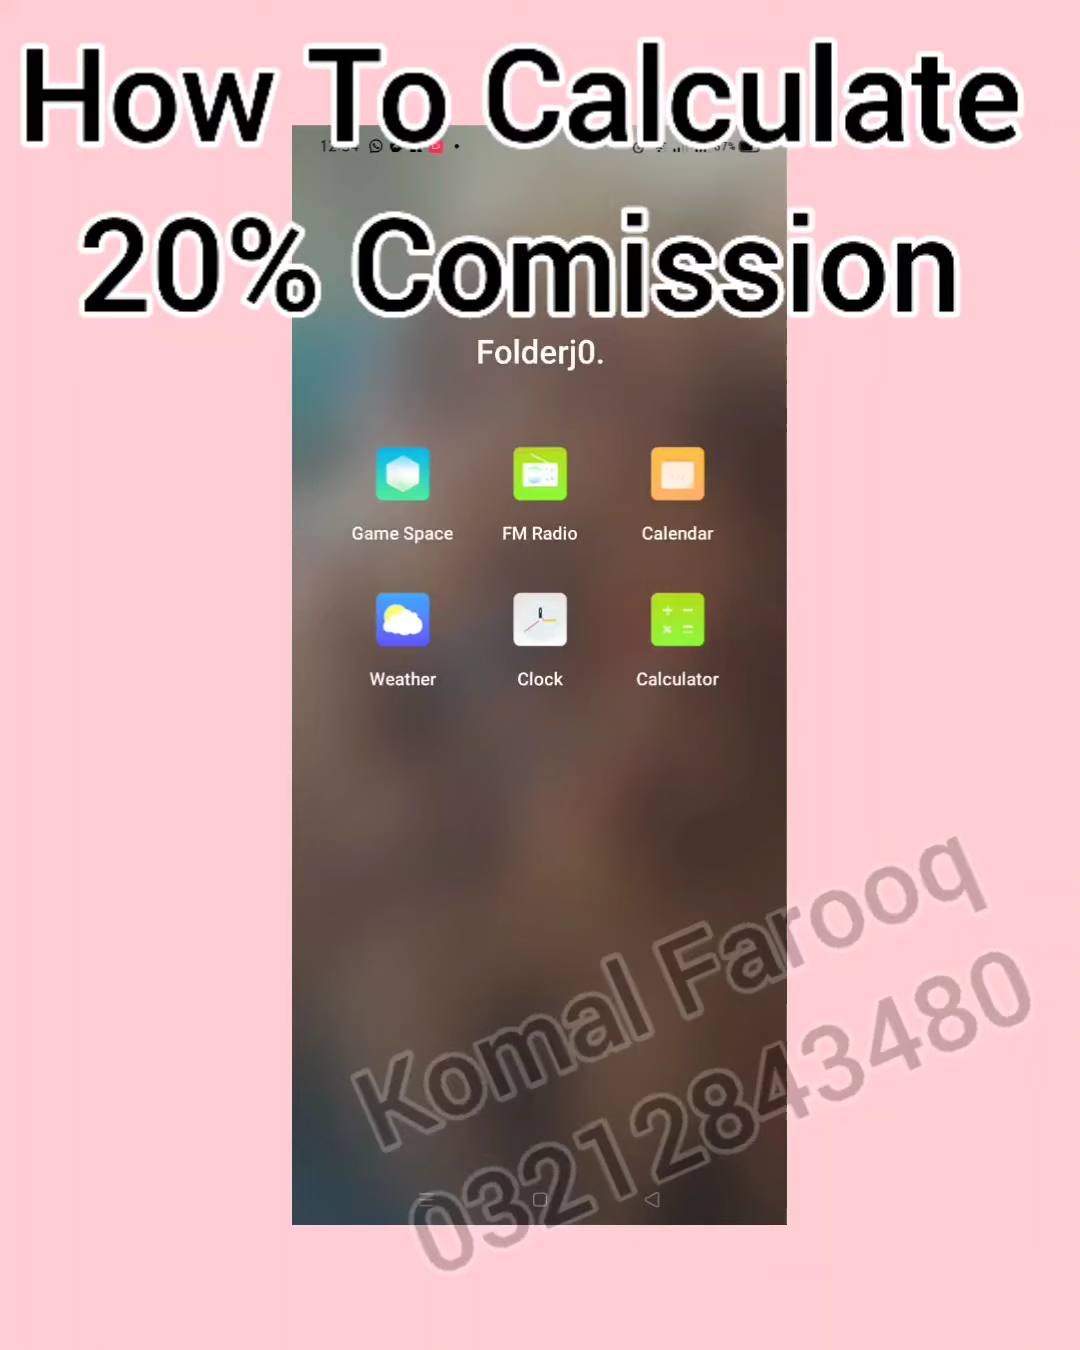 How To Calculate
20% Comission
Folderj0.
Game Space
FM Radio
Calendar
Weather
Clock
Calculator
Komal Farooq
03212843480